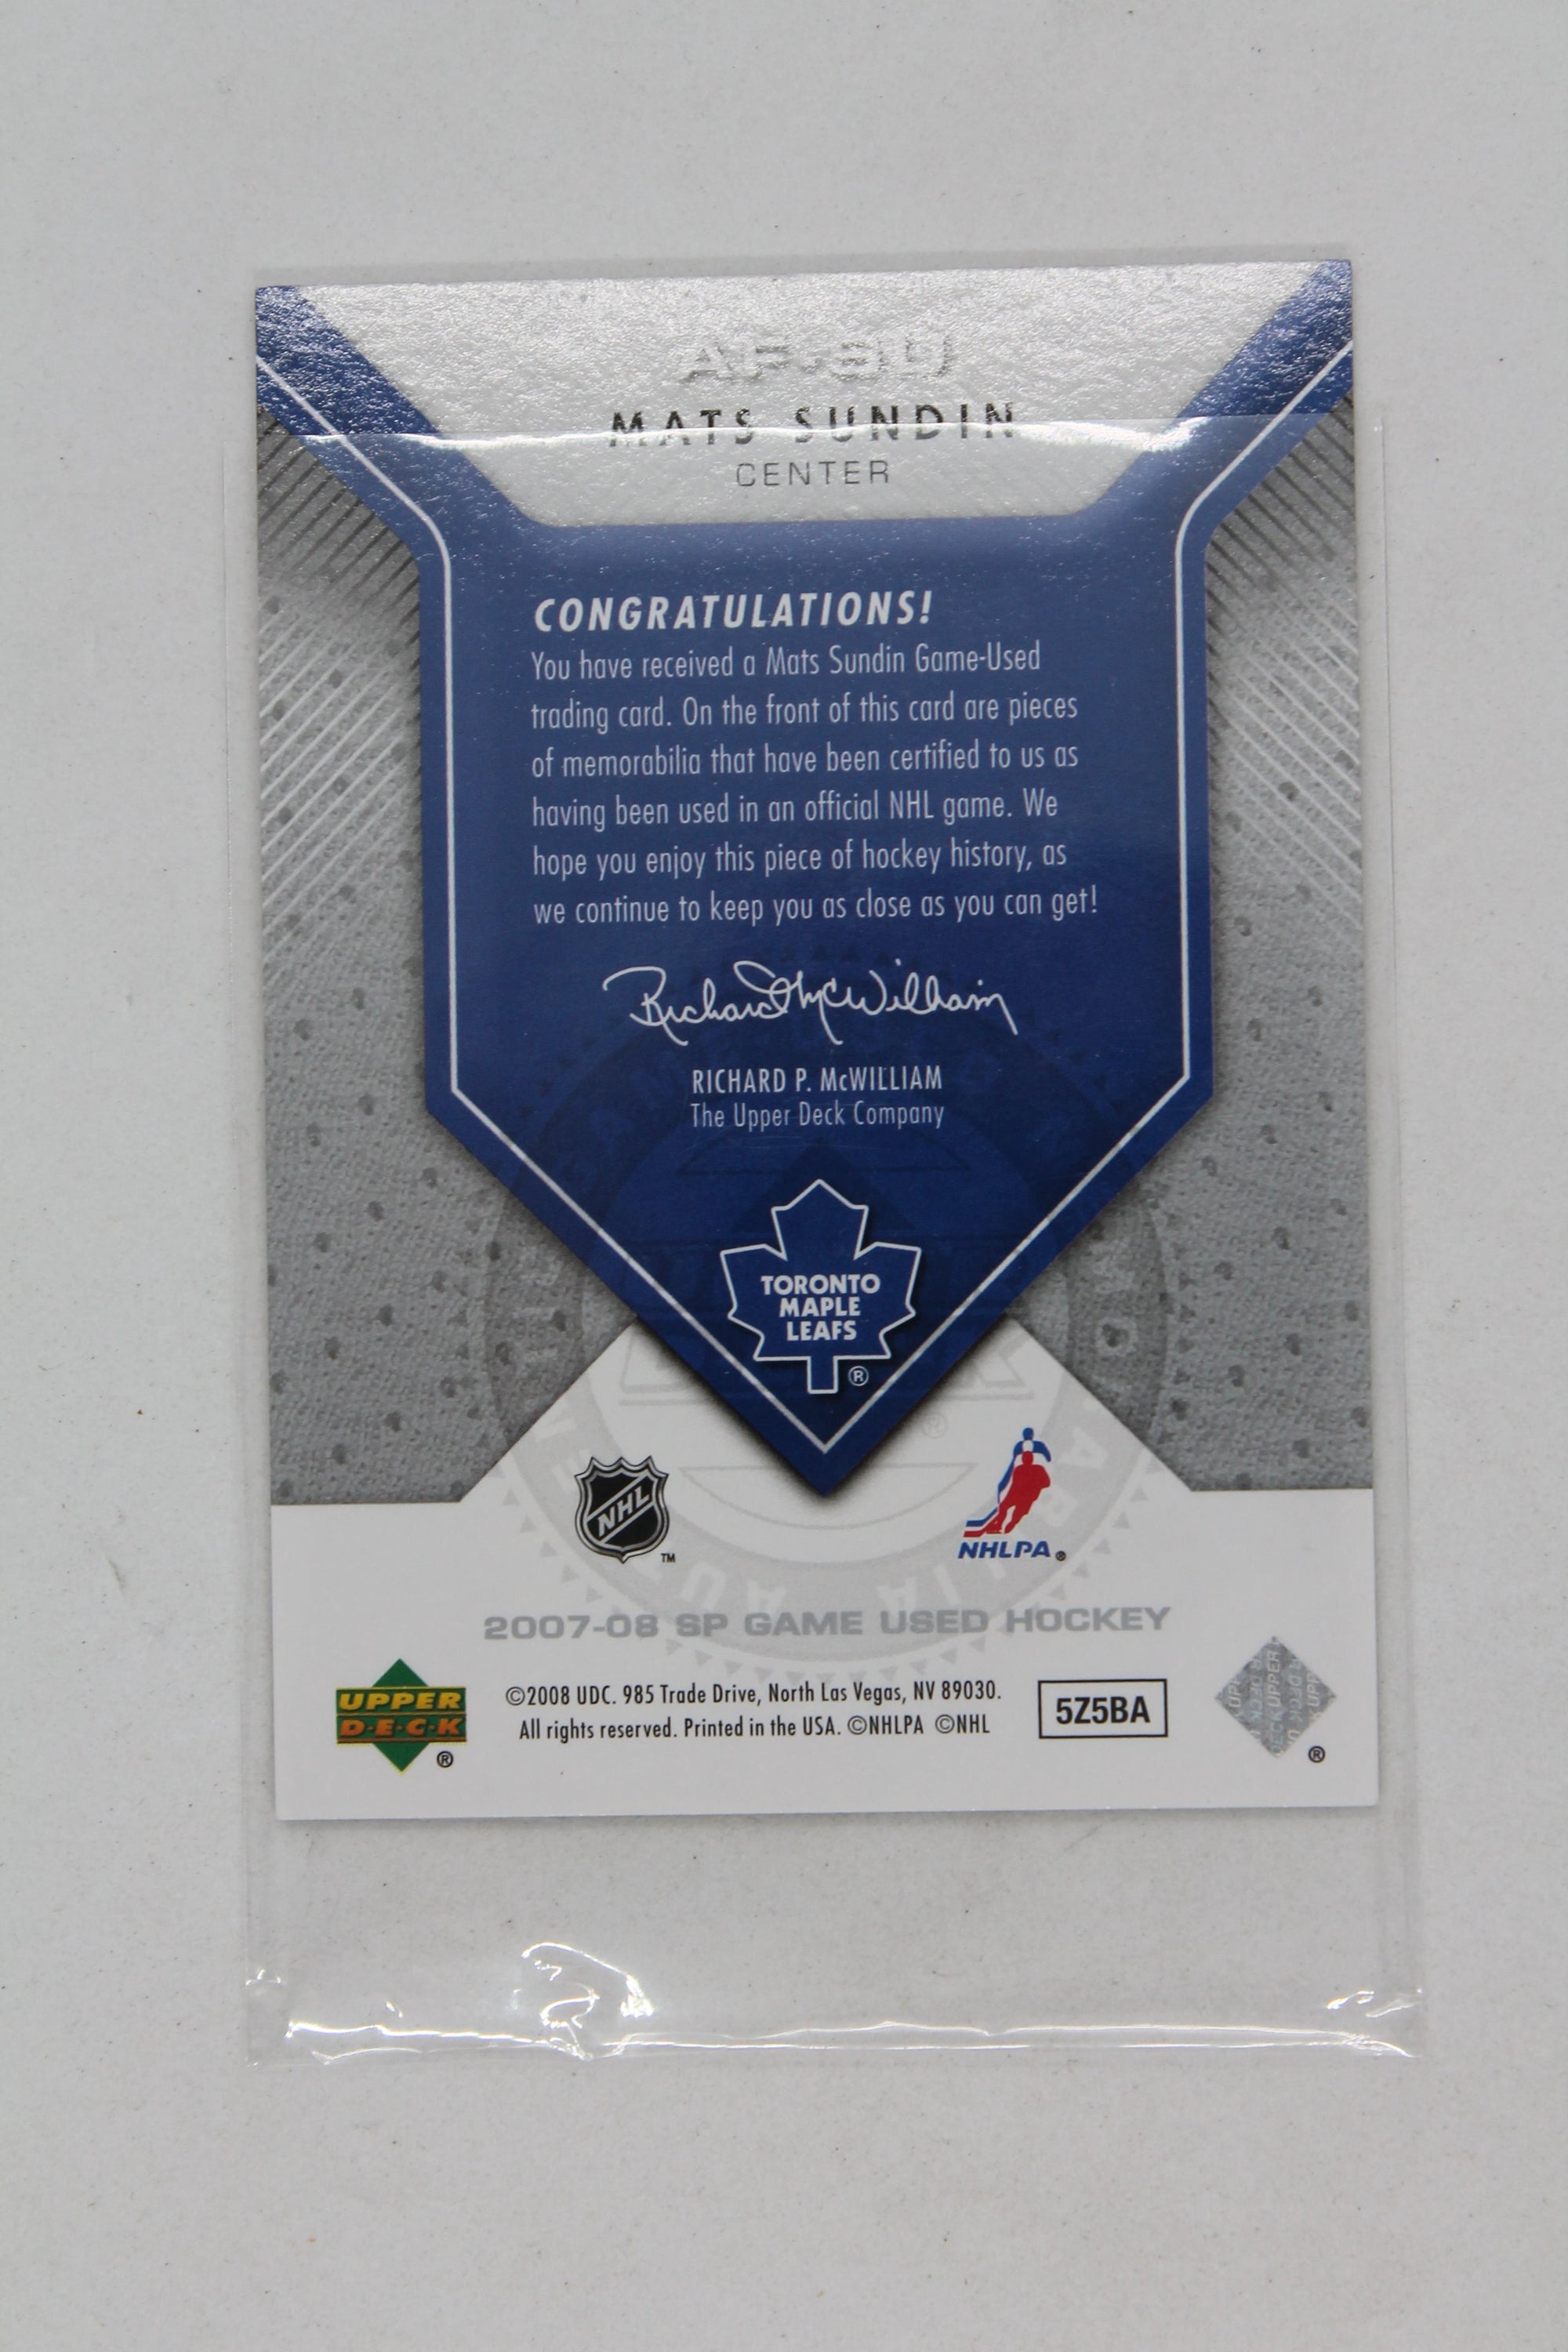 AF-SU
MATS SUNDIN
CENTER
CONGRATULATIONS!
You have received a Mats Sundin Game-Used
trading card. On the front of this card are pieces
of memorabilia that have been certified to us as
having been used in an official NHL game. We
hope you enjoy this piece of hockey history, as
we continue to keep you as close as you can get!
Richard McWilliam
RICHARD P. McWILLIAM
The Upper Deck Company
TORONTO
MAPLE
LEAFS
®
NHL
™
NHLPA®
2007-08 SP GAME USED HOCKEY
UPPER
D·E·C·K
®
©2008 UDC. 985 Trade Drive, North Las Vegas, NV 89030.
All rights reserved. Printed in the USA. ©NHLPA ©NHL
5Z5BA
UPPER
®